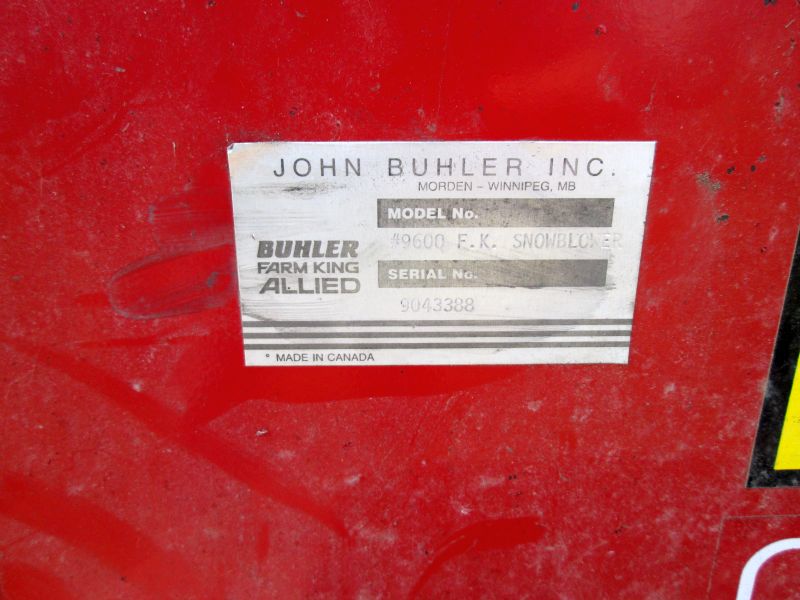 JOHN BUHLER INC.
MORDEN - WINNIPEG, MB
MODEL No.
#9600 F.K. SNOWBLOWER
BUHLER
FARM KING
ALLIED
SERIAL No.
9043388
° MADE IN CANADA